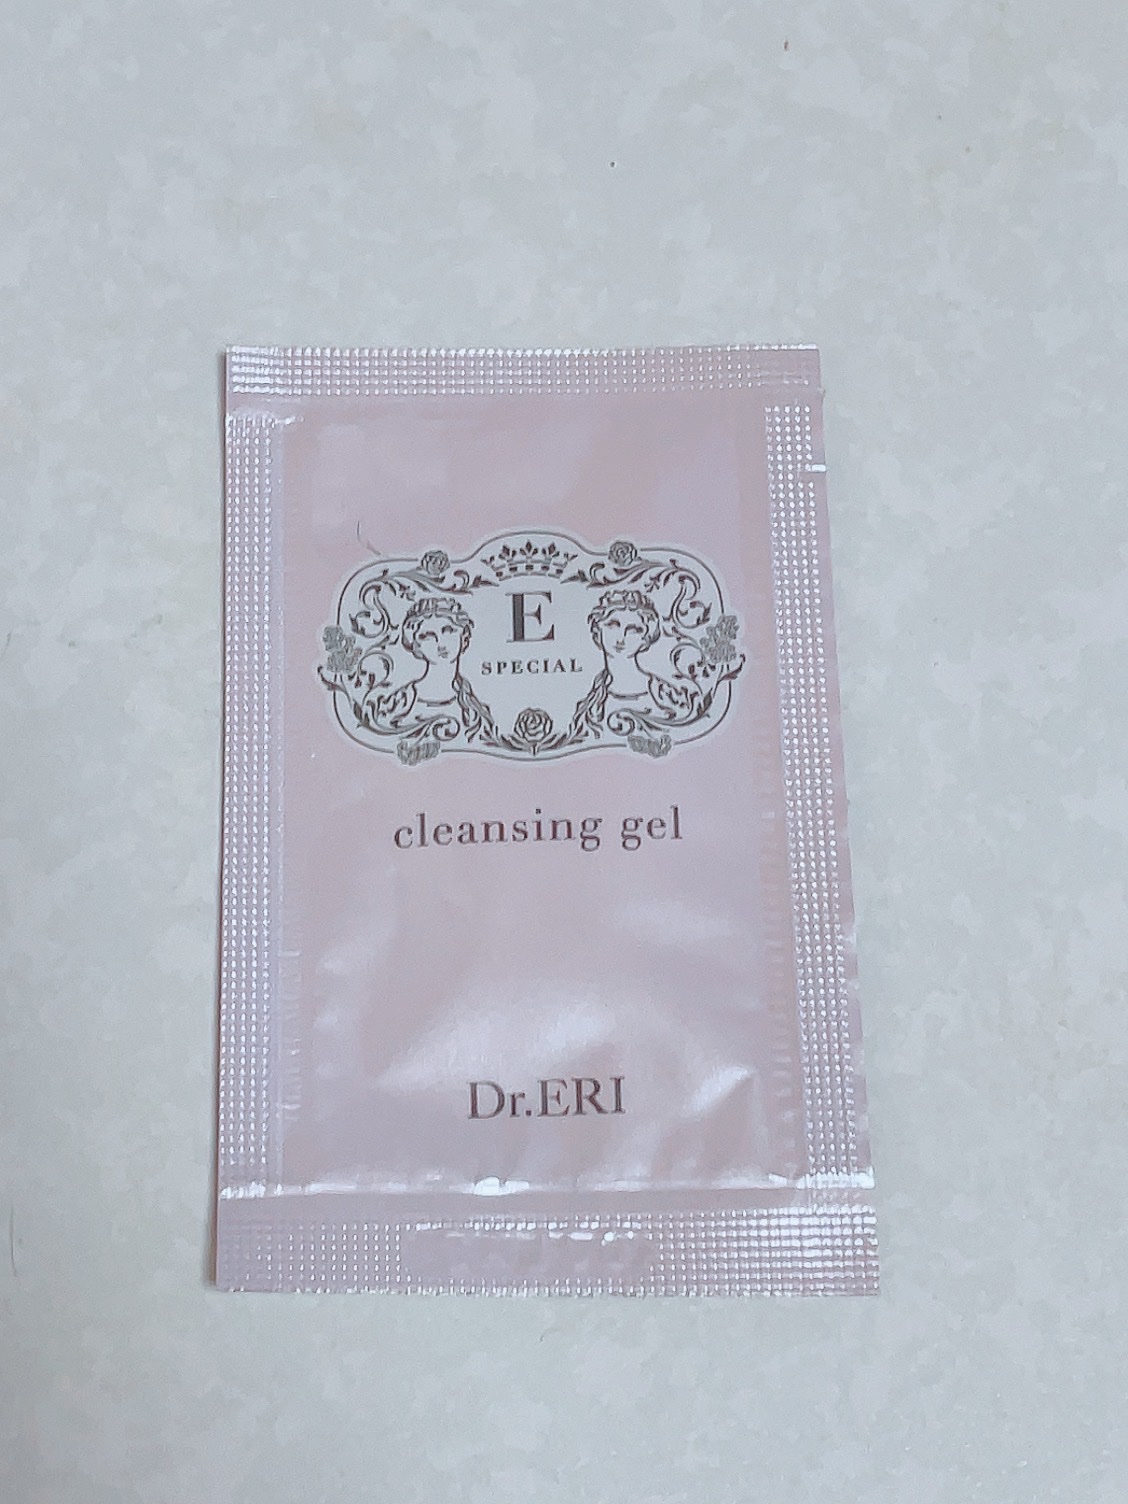 E
SPECIAL
cleansing gel
Dr.ERI